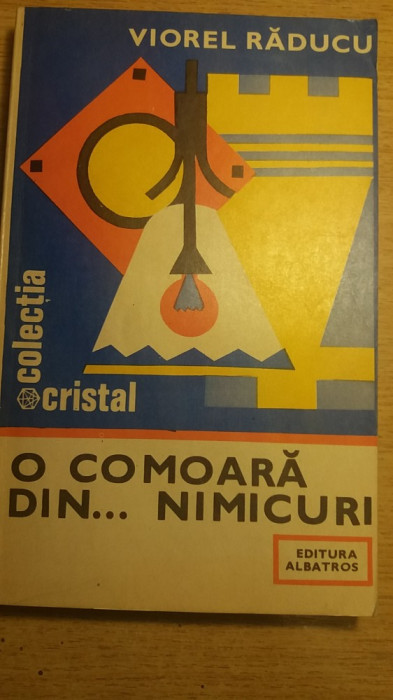 VIOREL RĂDUCU
colecția
cristal
O COMOARĂ
DIN... NIMICURI
EDITURA
ALBATROS